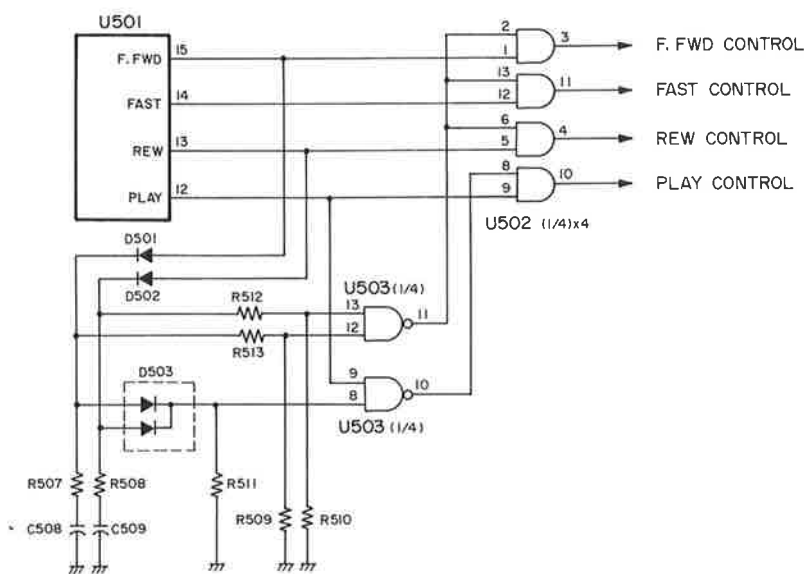 U501
F. FWD
15
FAST
14
REW
13
PLAY
12
2
1
3
F. FWD CONTROL
13
12
11
FAST CONTROL
6
5
4
REW CONTROL
8
9
10
PLAY CONTROL
U502 (1/4)x4
D501
D502
R512
R513
U503 (1/4)
13
12
11
D503
9
8
10
U503 (1/4)
R507
R508
R511
R509
R510
C508
C509